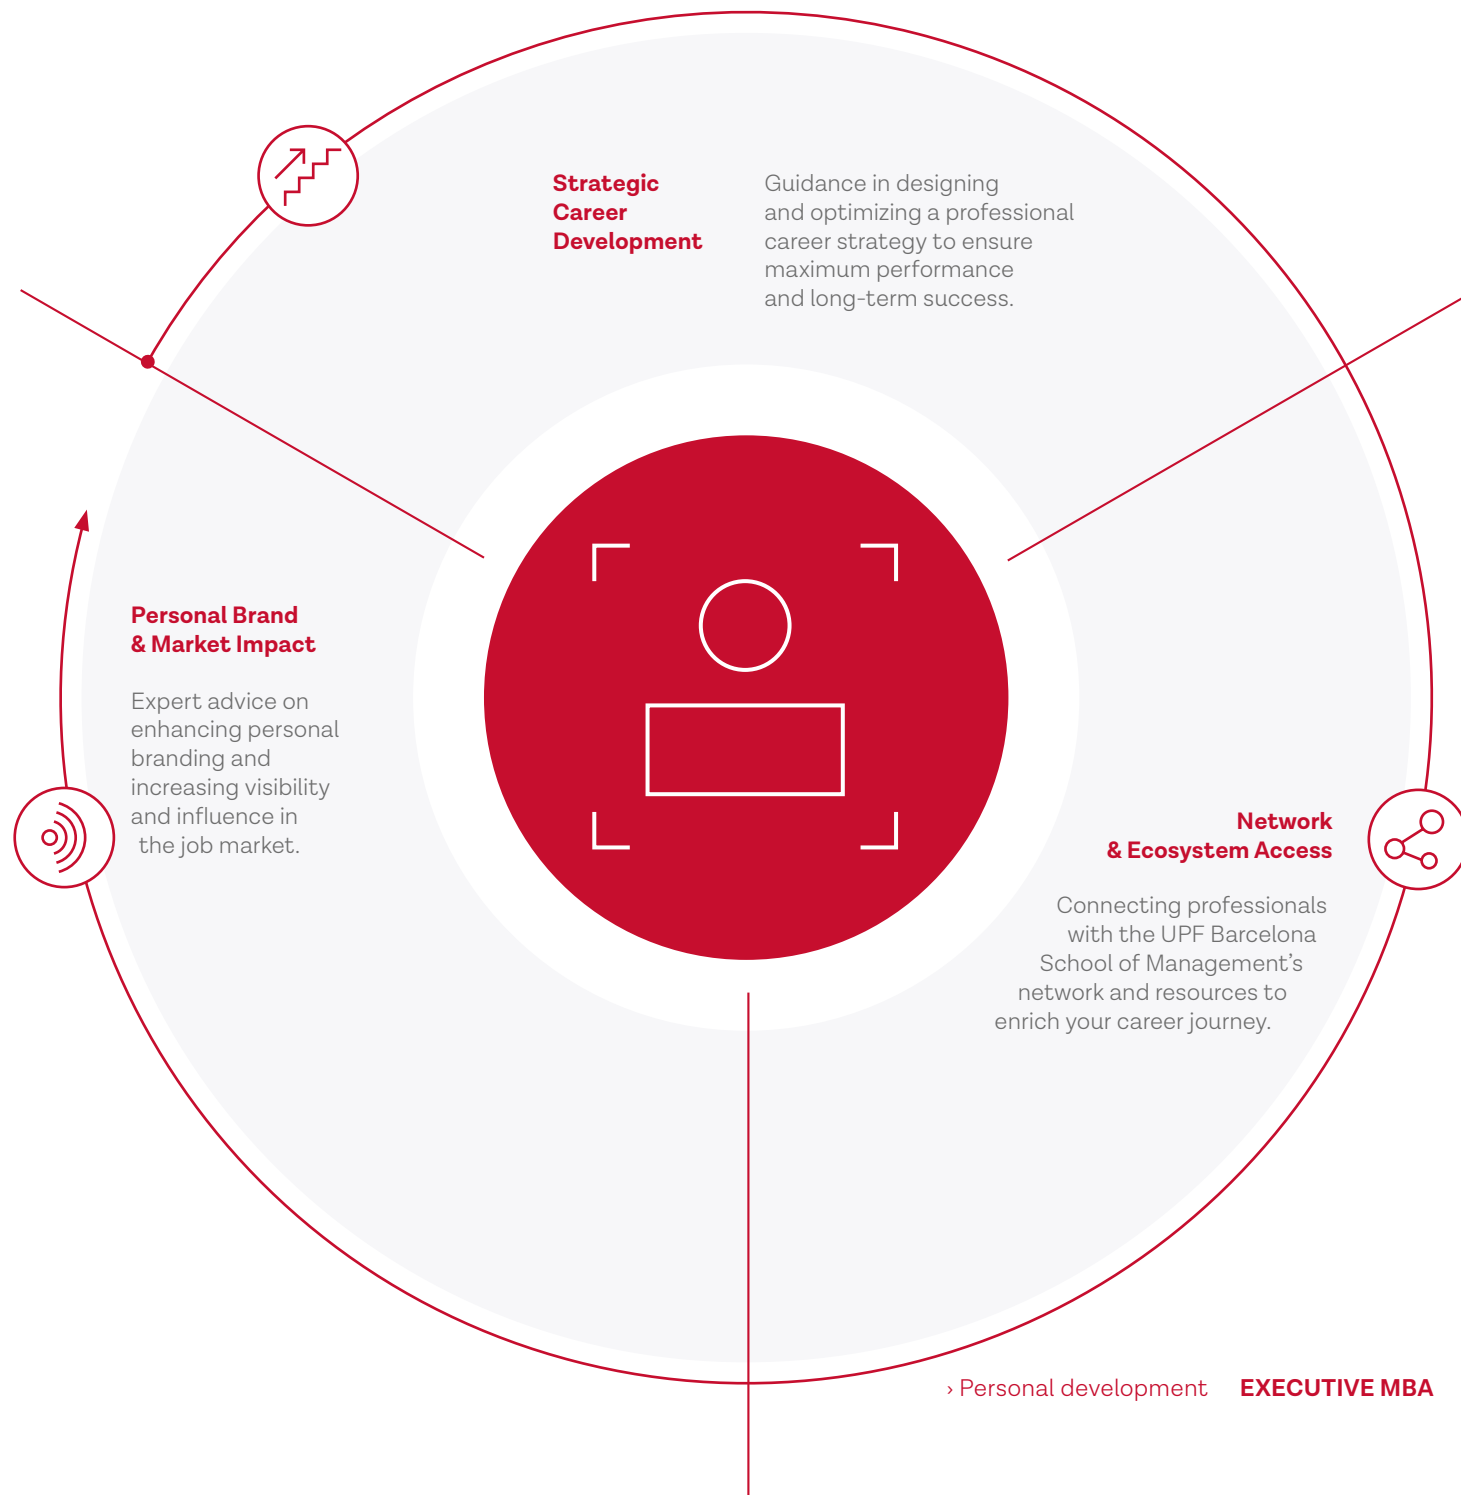 Strategic
Career
Development
Guidance in designing
and optimizing a professional
career strategy to ensure
maximum performance
and long-term success.
Personal Brand
& Market Impact
Expert advice on
enhancing personal
branding and
increasing visibility
and influence in
the job market.
Network
& Ecosystem Access
Connecting professionals
with the UPF Barcelona
School of Management’s
network and resources to
enrich your career journey.
› Personal development EXECUTIVE MBA